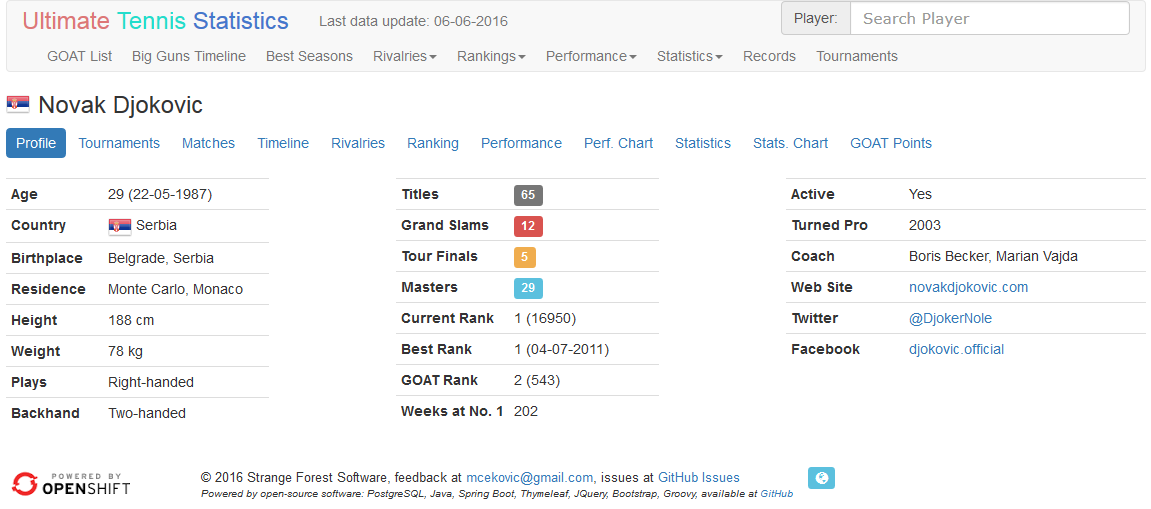 Ultimate Tennis Statistics Last data update: 06-06-2016 Player: Search Player
GOAT List Big Guns Timeline Best Seasons Rivalries Rankings Performance Statistics Records Tournaments
Novak Djokovic
Profile Tournaments Matches Timeline Rivalries Ranking Performance Perf. Chart Statistics Stats. Chart GOAT Points
Age 29 (22-05-1987) Titles 65 Active Yes
Country Serbia Grand Slams 12 Turned Pro 2003
Birthplace Belgrade, Serbia Tour Finals 5 Coach Boris Becker, Marian Vajda
Residence Monte Carlo, Monaco Masters 29 Web Site novakdjokovic.com
Height 188 cm Current Rank 1 (16950) Twitter @DjokerNole
Weight 78 kg Best Rank 1 (04-07-2011) Facebook djokovic.official
Plays Right-handed GOAT Rank 2 (543)
Backhand Two-handed Weeks at No. 1 202
POWERED BY
OPENSHIFT
© 2016 Strange Forest Software, feedback at mcekovic@gmail.com, issues at GitHub Issues
Powered by open-source software: PostgreSQL, Java, Spring Boot, Thymeleaf, JQuery, Bootstrap, Groovy, available at GitHub